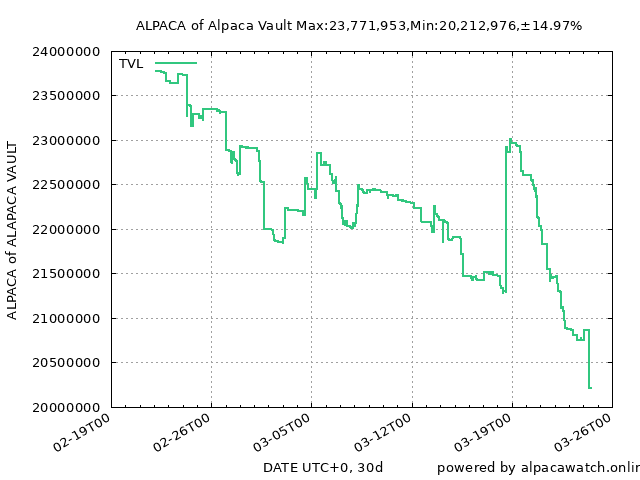 ALPACA of Alpaca Vault Max:23,771,953,Min:20,212,976,±14.97%
TVL
24000000
23500000
23000000
22500000
22000000
21500000
21000000
20500000
20000000
ALPACA of ALAPACA VAULT
02-19T00
02-26T00
03-05T00
03-12T00
03-19T00
03-26T00
DATE UTC+0, 30d
powered by alpacawatch.onlin